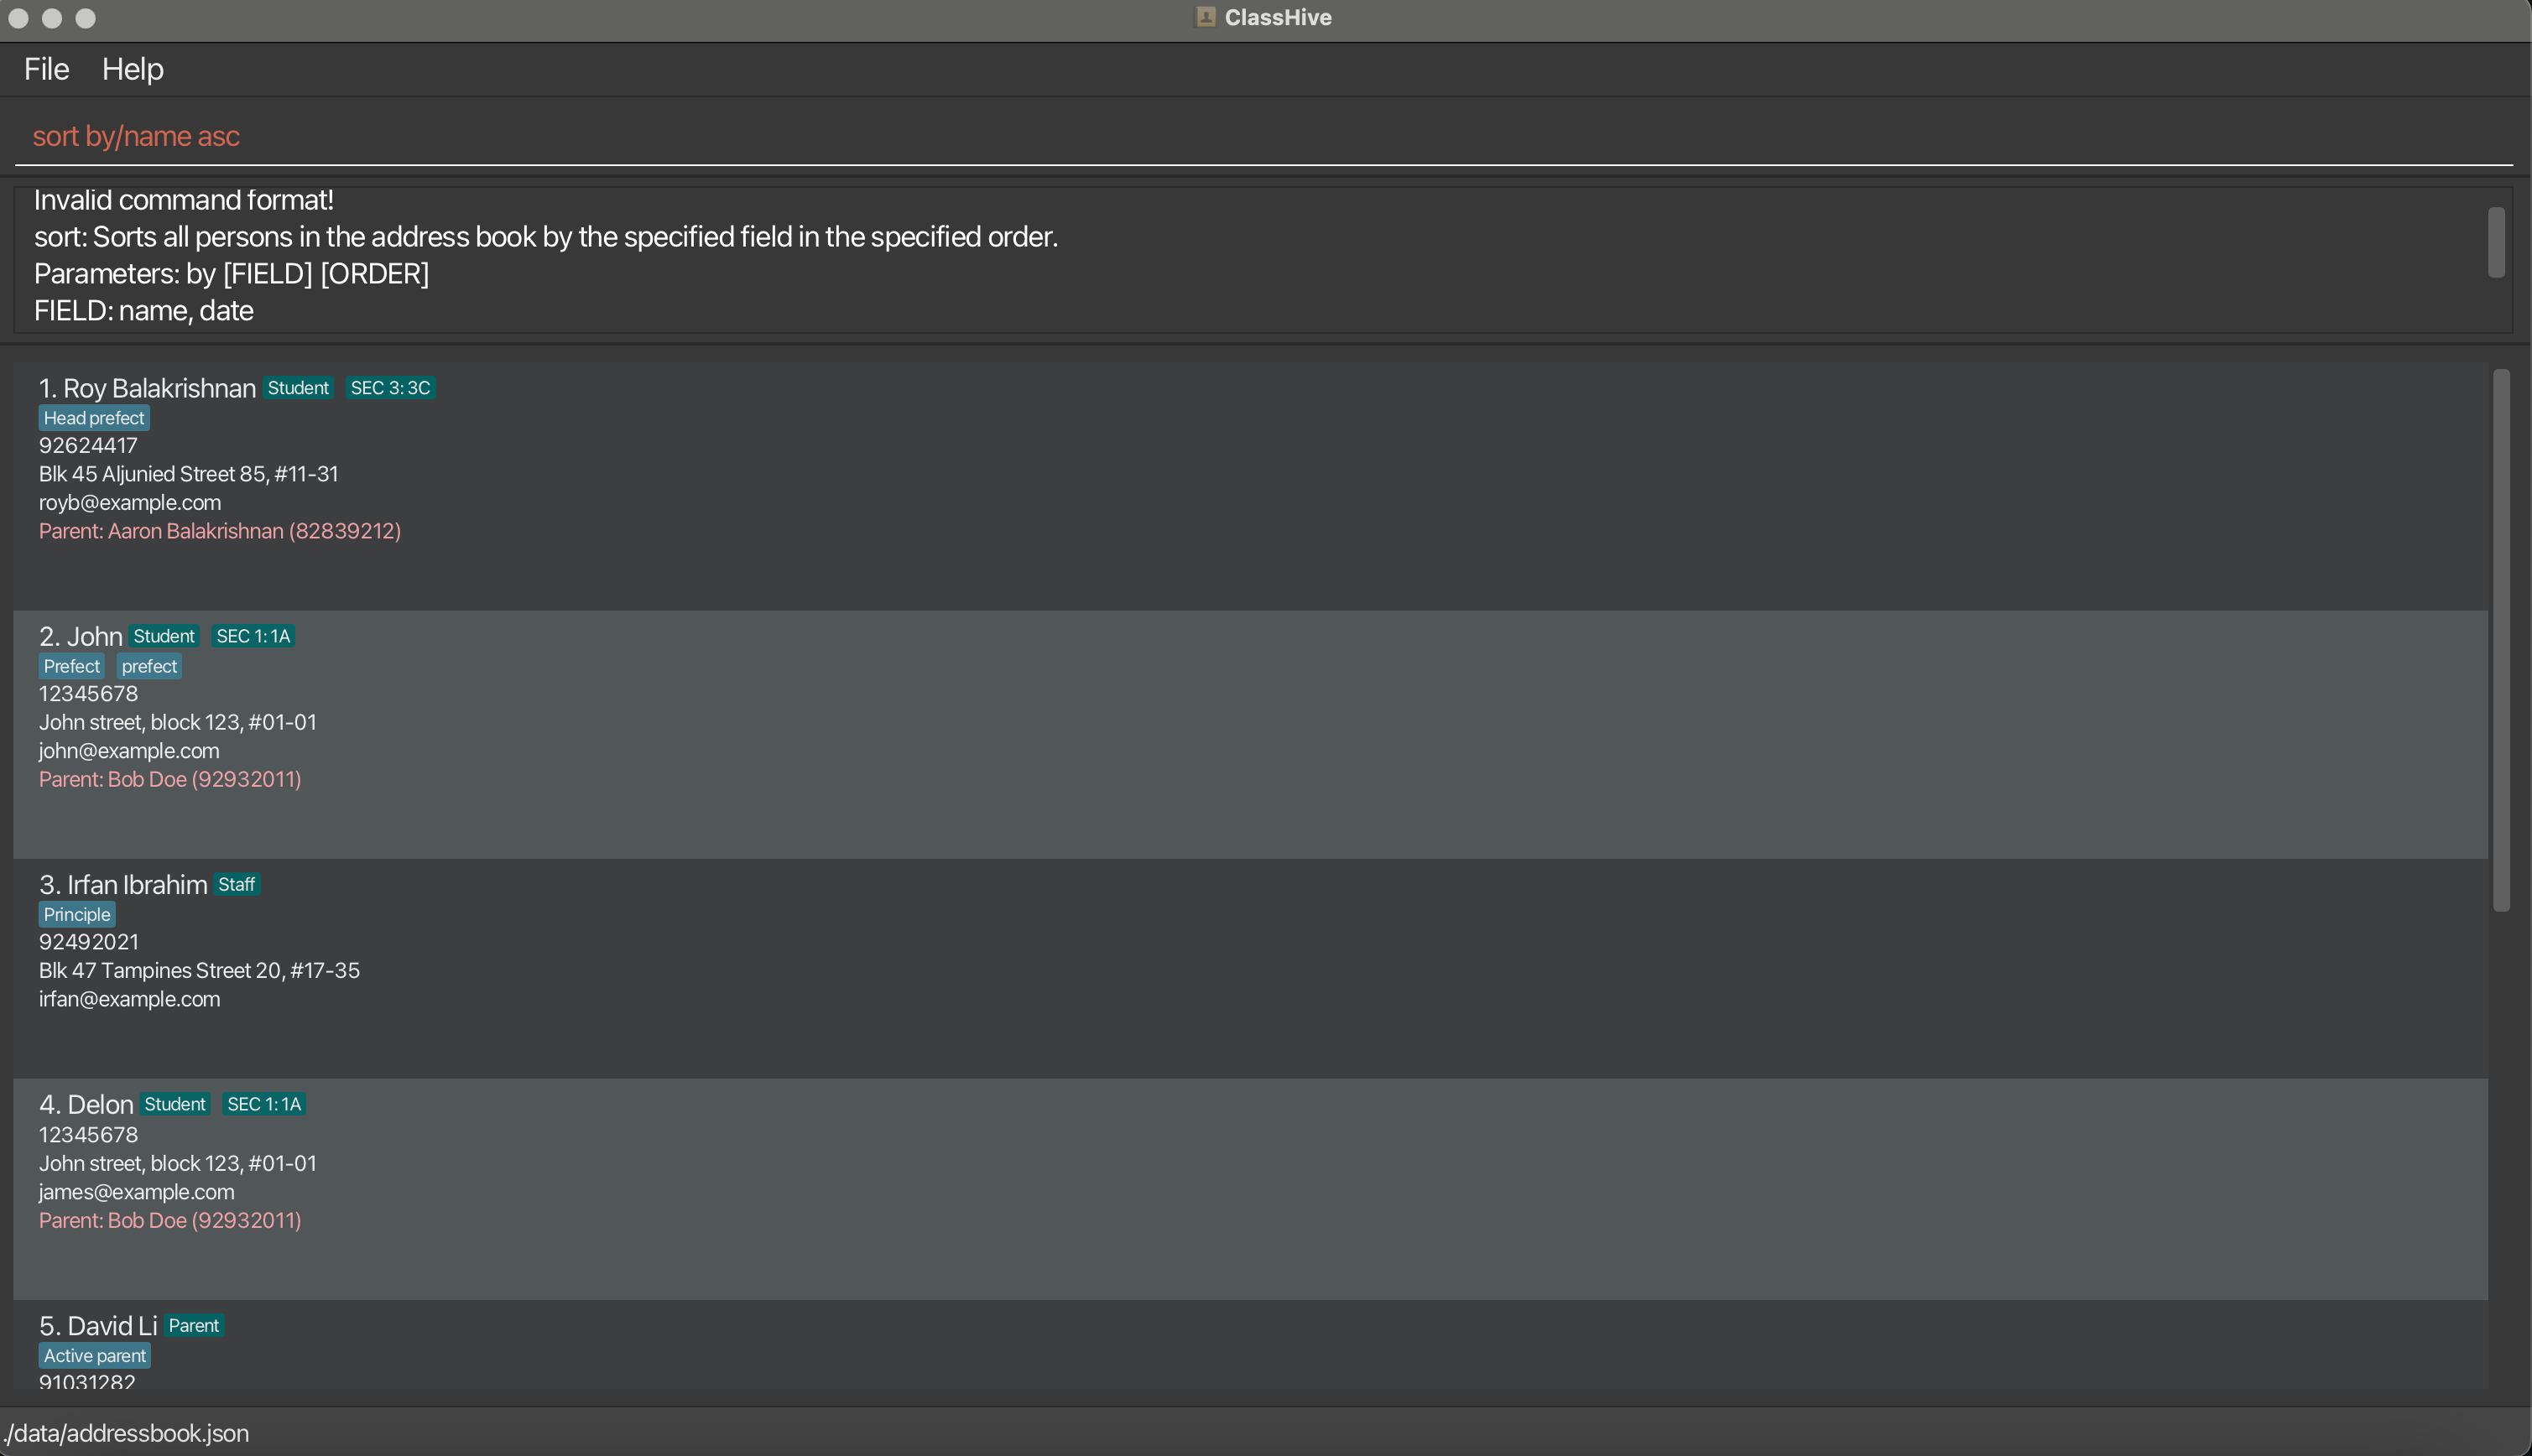 ClassHive
File Help
sort by/name asc
Invalid command format!
sort: Sorts all persons in the address book by the specified field in the specified order.
Parameters: by [FIELD] [ORDER]
FIELD: name, date
1. Roy Balakrishnan Student SEC 3: 3C
Head prefect
92624417
Blk 45 Aljunied Street 85, #11-31
royb@example.com
Parent: Aaron Balakrishnan (82839212)
2. John Student SEC 1: 1A
Prefect prefect
12345678
John street, block 123, #01-01
john@example.com
Parent: Bob Doe (92932011)
3. Irfan Ibrahim Staff
Principle
92492021
Blk 47 Tampines Street 20, #17-35
irfan@example.com
4. Delon Student SEC 1: 1A
12345678
John street, block 123, #01-01
james@example.com
Parent: Bob Doe (92932011)
5. David Li Parent
Active parent
91031282
./data/addressbook.json